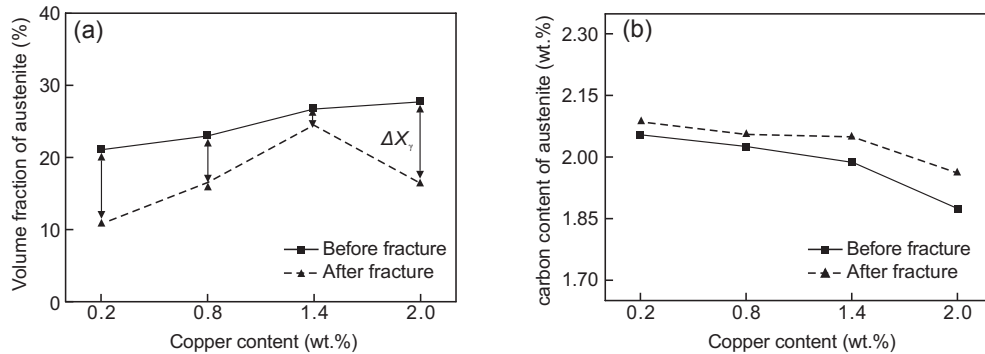 (a)
Volume fraction of austenite (%)
40
30
20
10
0
ΔXγ
Before fracture
After fracture
0.2 0.8 1.4 2.0
Copper content (wt.%)
(b)
carbon content of austenite (wt.%)
2.30
2.15
2.00
1.85
1.70
Before fracture
After fracture
0.2 0.8 1.4 2.0
Copper content (wt.%)